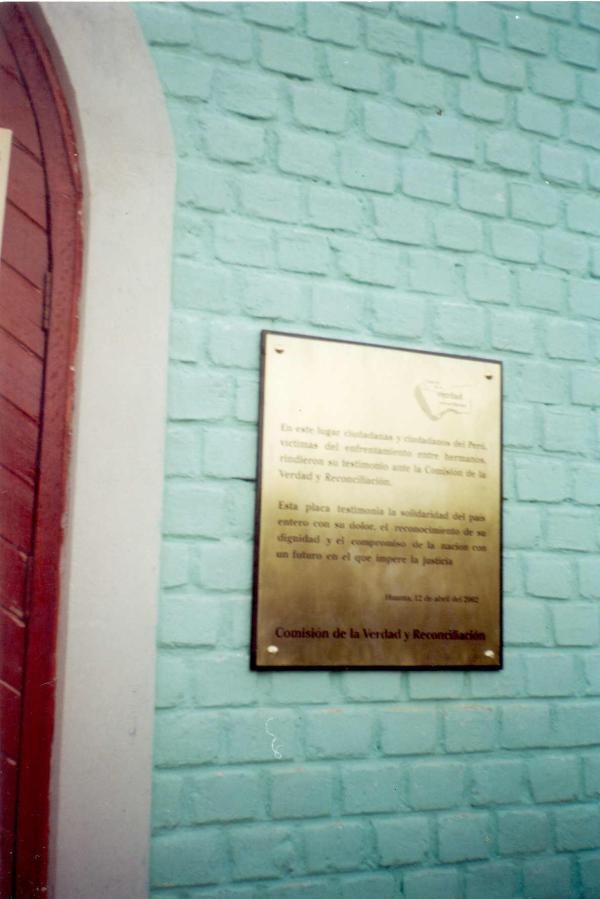 verdad
En este lugar ciudadanas y ciudadanos del Perú,
víctimas del enfrentamiento entre hermanos,
rindieron su testimonio ante la Comisión de la
Verdad y Reconciliación.
Esta placa testimonia la solidaridad del país
entero con su dolor, el reconocimiento de su
dignidad y el compromiso de la nación con
un futuro en el que impere la justicia
Huanta, 12 de abril del 2002
Comisión de la Verdad y Reconciliación